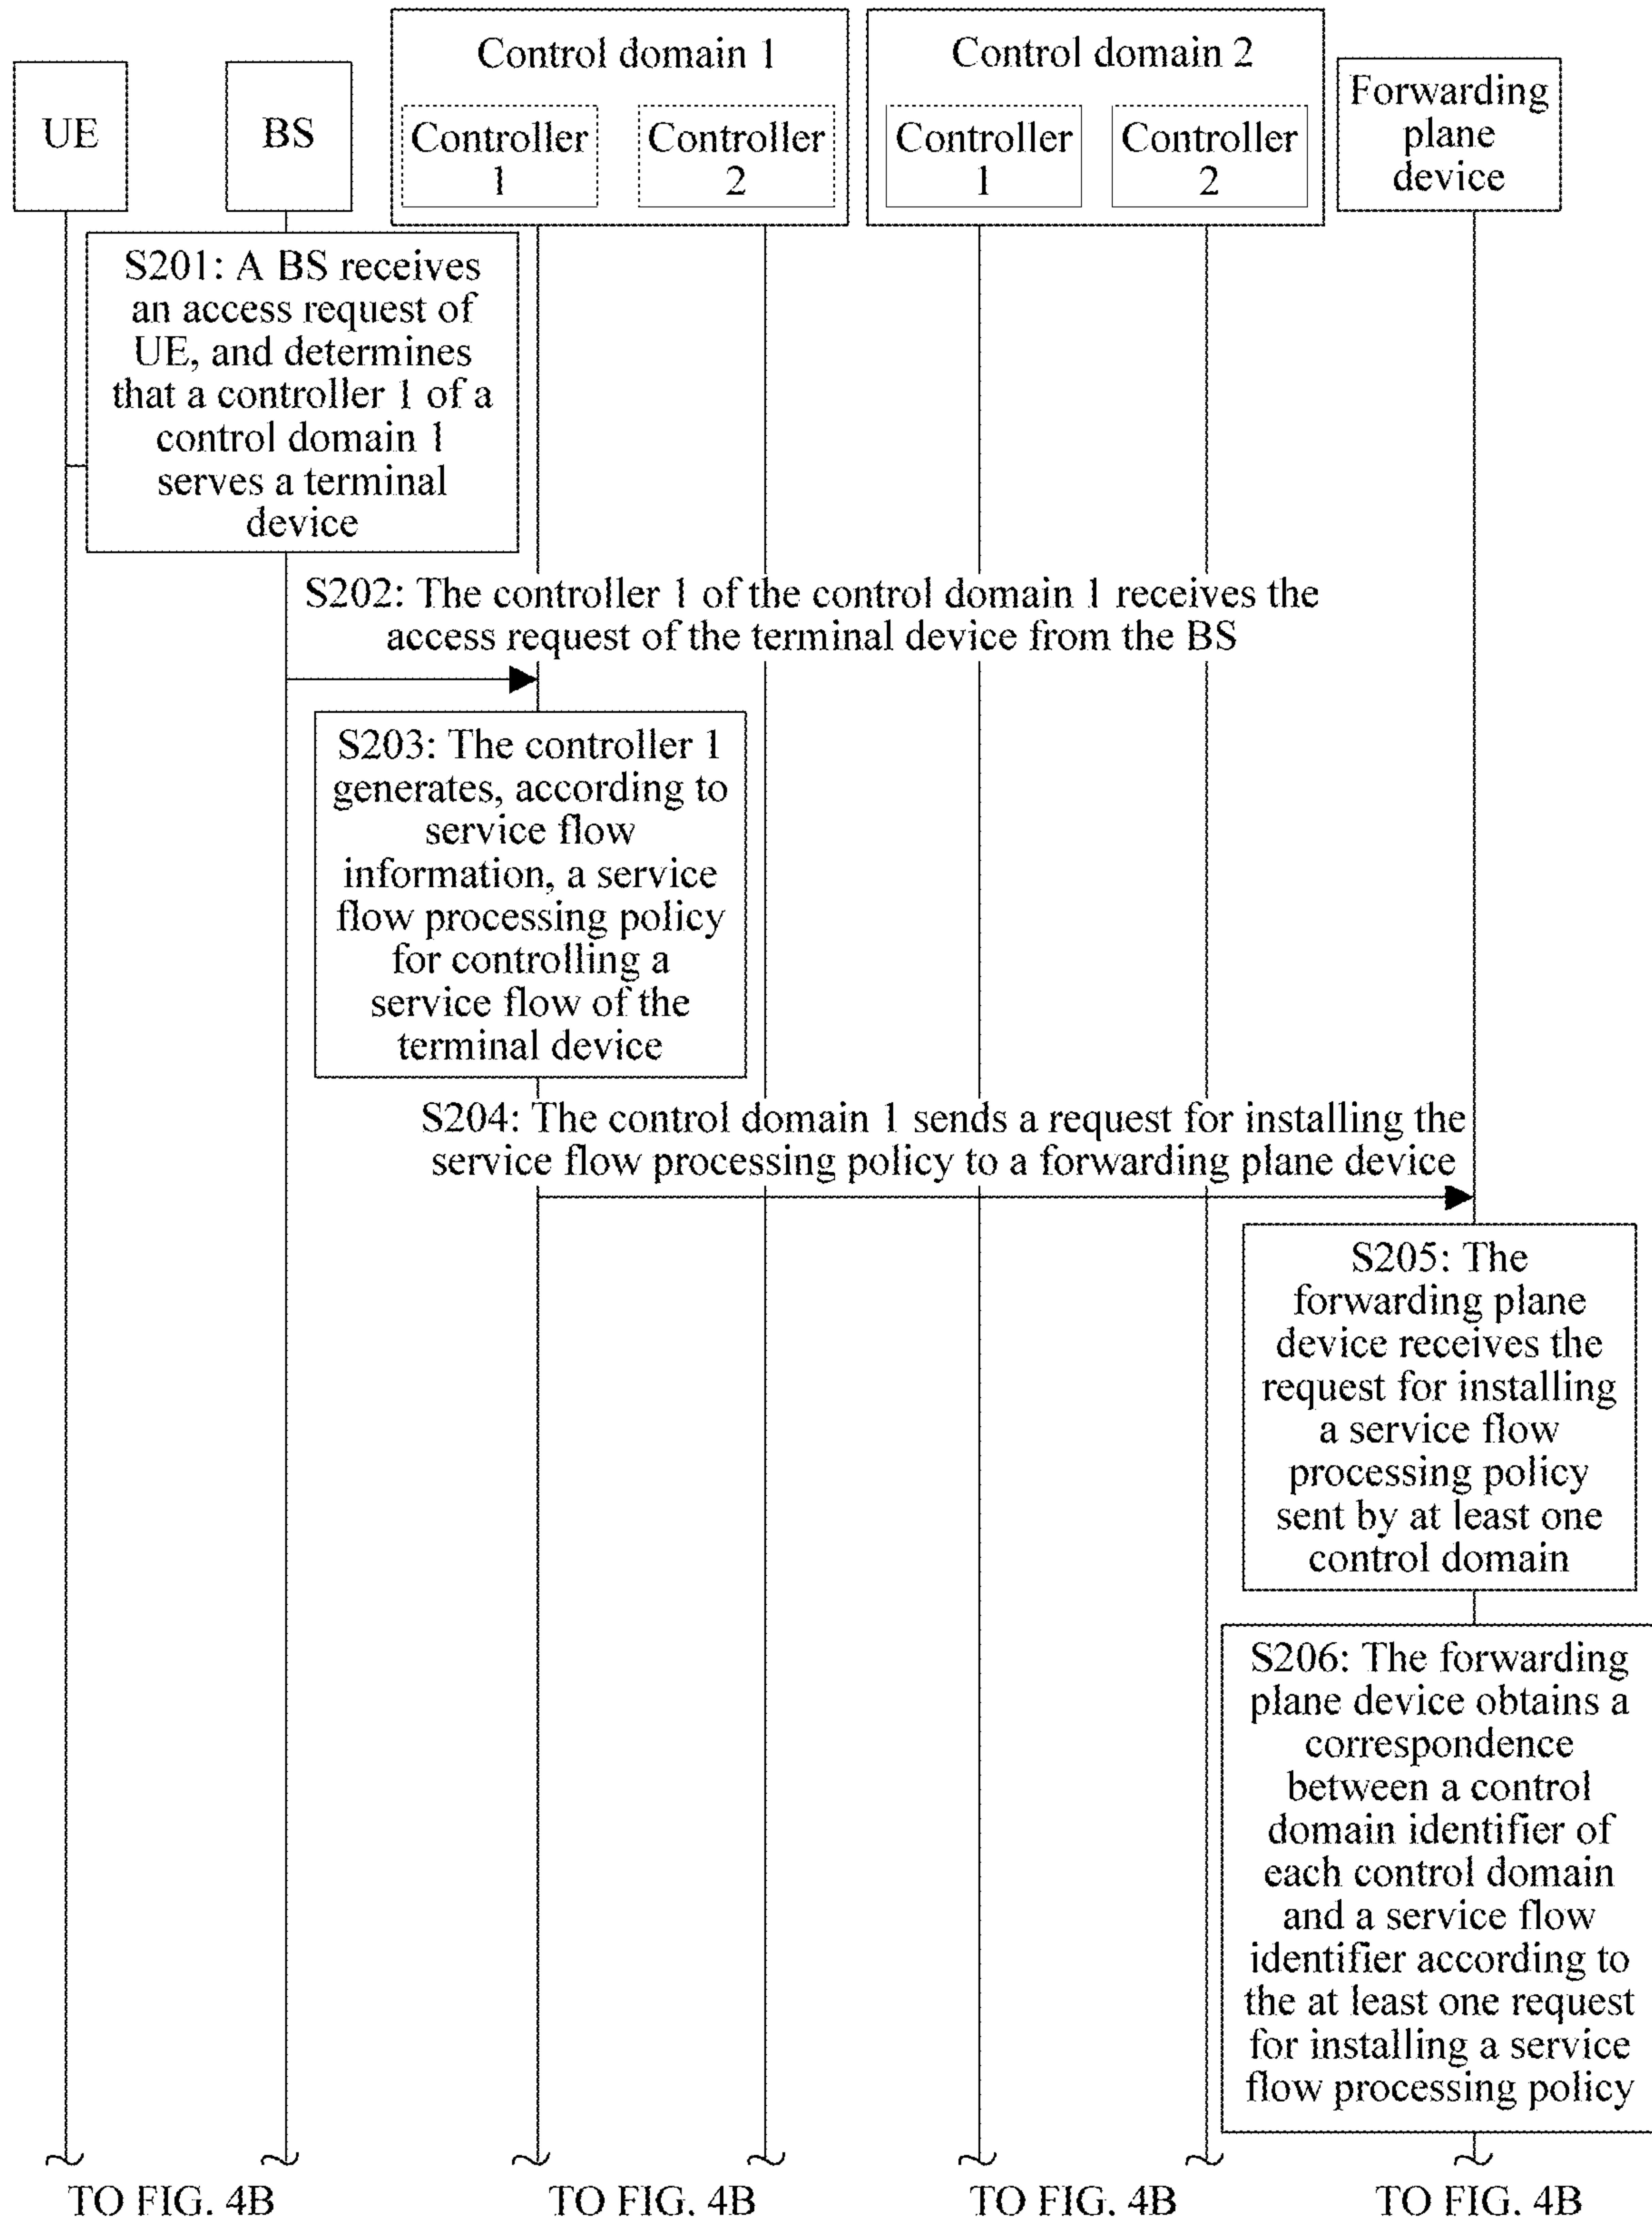 UE
BS
Control domain 1
Controller
1
Controller
2
Control domain 2
Controller
1
Controller
2
Forwarding
plane
device
S201: A BS receives
an access request of
UE, and determines
that a controller 1 of a
control domain 1
serves a terminal
device
S202: The controller 1 of the control domain 1 receives the
access request of the terminal device from the BS
S203: The controller 1
generates, according to
service flow
information, a service
flow processing policy
for controlling a
service flow of the
terminal device
S204: The control domain 1 sends a request for installing the
service flow processing policy to a forwarding plane device
S205: The
forwarding plane
device receives the
request for installing
a service flow
processing policy
sent by at least one
control domain
S206: The forwarding
plane device obtains a
correspondence
between a control
domain identifier of
each control domain
and a service flow
identifier according to
the at least one request
for installing a service
flow processing policy
TO FIG. 4B
TO FIG. 4B
TO FIG. 4B
TO FIG. 4B